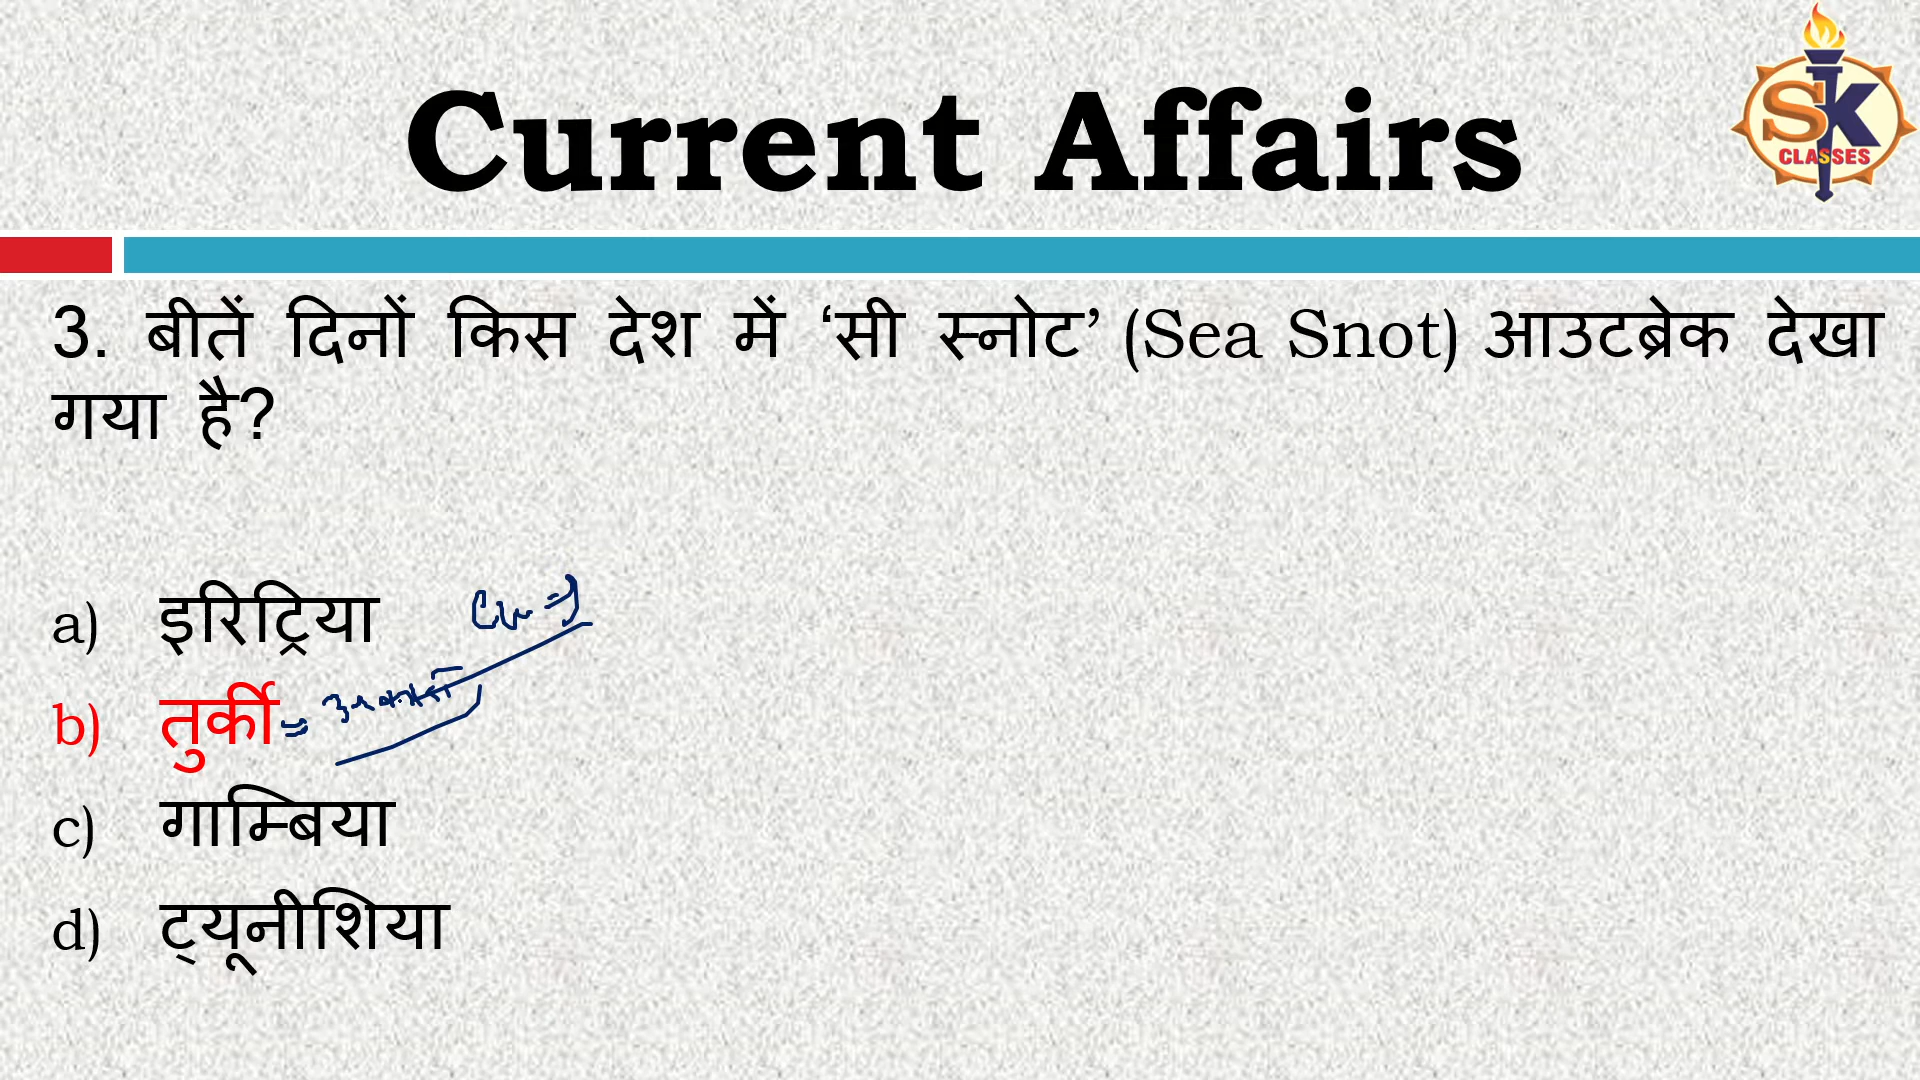 Current Affairs
SK
CLASSES
3. बीतें दिनों किस देश में ‘सी स्नोट’ (Sea Snot) आउटब्रेक देखा
गया है?
a) इरिट्रिया
b) तुर्की =
c) गाम्बिया
d) ट्यूनीशिया